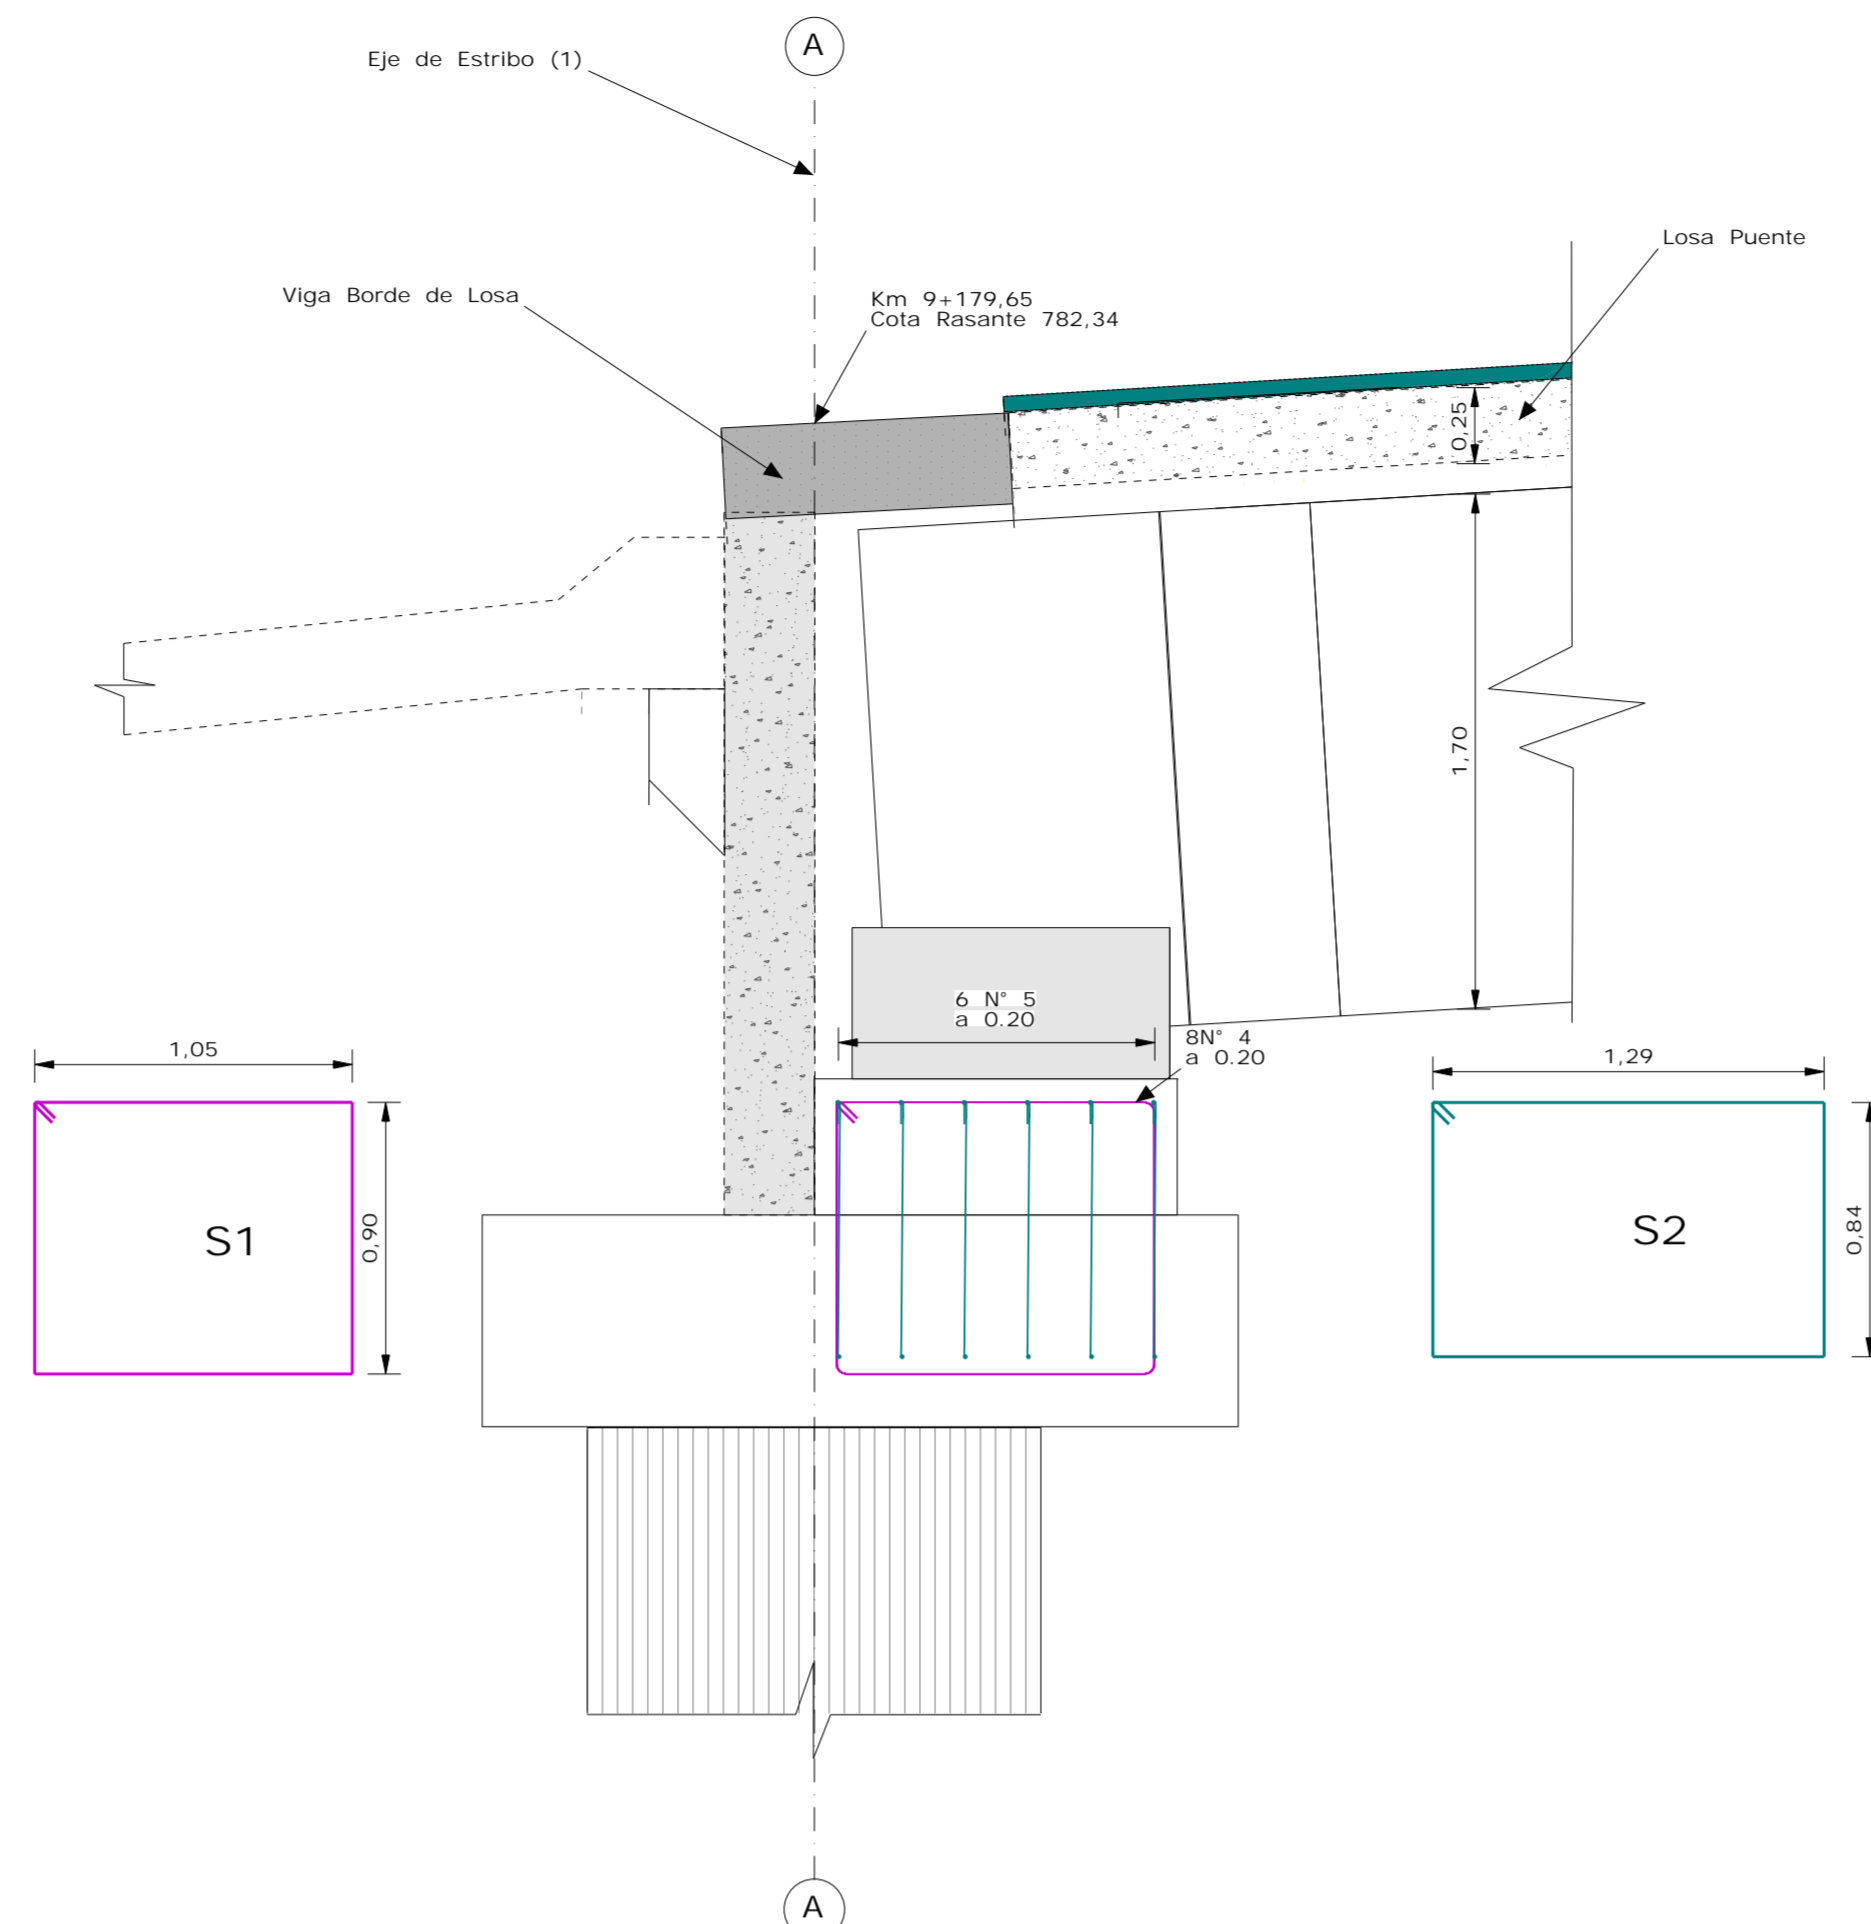 A
Eje de Estribo (1)
Losa Puente
Viga Borde de Losa
Km 9+179,65
Cota Rasante 782,34
0,25
1,70
6 N° 5
a 0.20
8N° 4
a 0.20
1,05
1,29
S1
0,90
S2
0,84
A